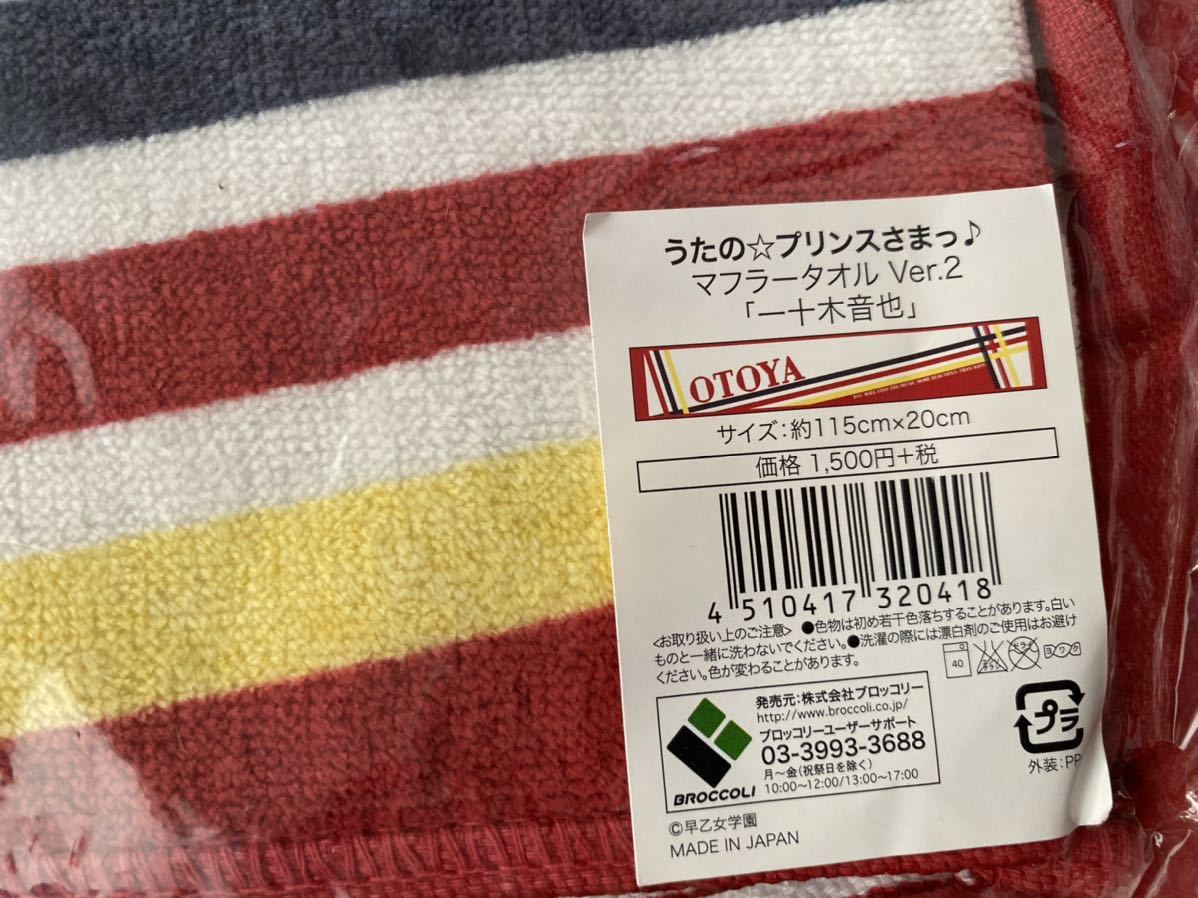 うたの☆プリンスさまっ♪
マフラータオル Ver.2
「一十木音也」
OTOYA
サイズ：約115cm×20cm
価格 1,500円+税
4 510417 320418
<お取り扱い上のご注意> ●色物は初め若干色落ちすることがあります。白い
ものと一緒に洗わないでください。●洗濯の際には漂白剤のご使用はお避け
ください。色が変わることがあります。
40
発売元：株式会社ブロッコリー
http://www.broccoli.co.jp/
ブロッコリーユーザーサポート
03-3993-3688
月～金（祝祭日を除く）
10:00～12:00/13:00～17:00
BROCCOLI
プラ
外装：PP
©早乙女学園
MADE IN JAPAN